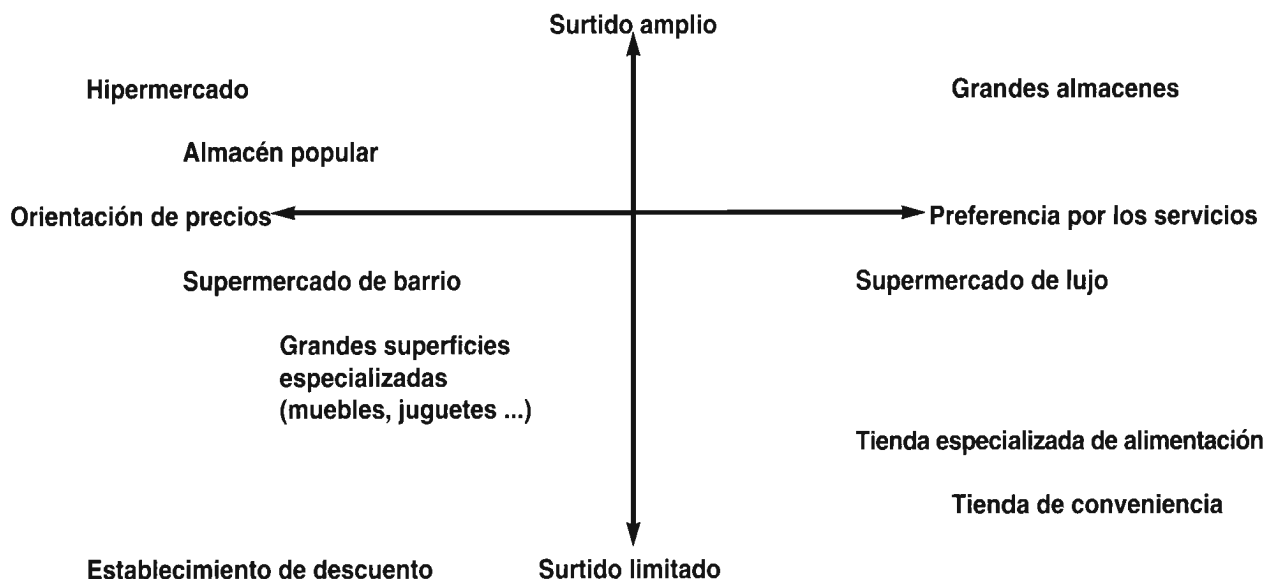 Surtido amplio
Hipermercado
Grandes almacenes
Almacén popular
Orientación de precios
Preferencia por los servicios
Supermercado de barrio
Supermercado de lujo
Grandes superficies
especializadas
(muebles, juguetes ...)
Tienda especializada de alimentación
Tienda de conveniencia
Establecimiento de descuento
Surtido limitado